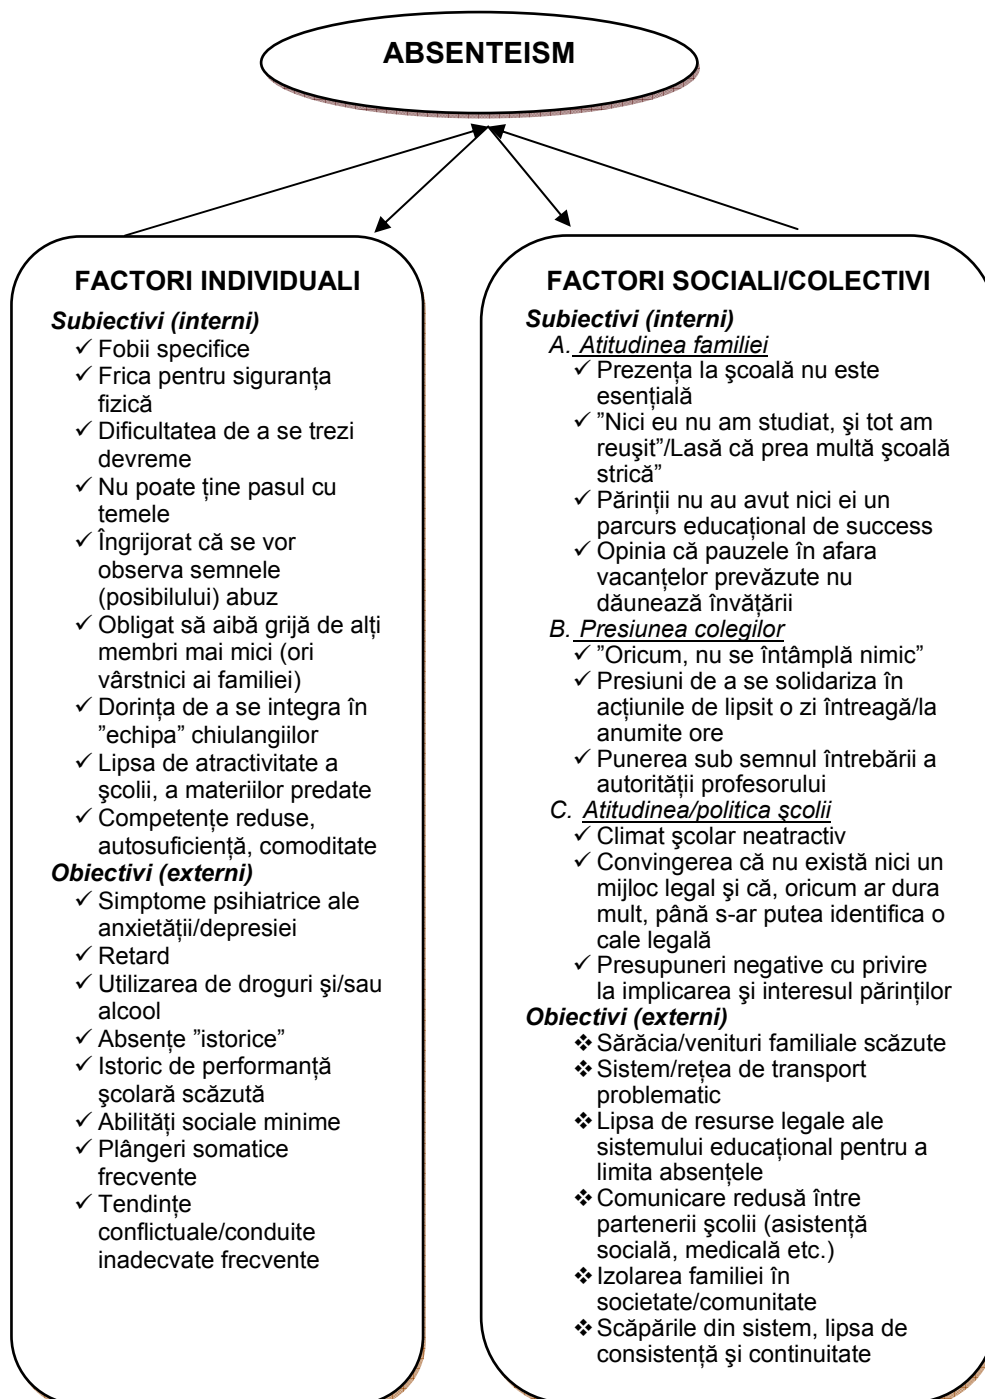 ABSENTEISM
FACTORI INDIVIDUALI
Subiectivi (interni)
✓ Fobii specifice
✓ Frica pentru siguranța
fizică
✓ Dificultatea de a se trezi
devreme
✓ Nu poate ține pasul cu
temele
✓ Îngrijorat că se vor
observa semnele
(posibilului) abuz
✓ Obligat să aibă grijă de alți
membri mai mici (ori
vârstnici ai familiei)
✓ Dorința de a se integra în
”echipa” chiulangiilor
✓ Lipsa de atractivitate a
şcolii, a materiilor predate
✓ Competențe reduse,
autosuficiență, comoditate
Obiectivi (externi)
✓ Simptome psihiatrice ale
anxietății/depresiei
✓ Retard
✓ Utilizarea de droguri şi/sau
alcool
✓ Absențe ”istorice”
✓ Istoric de performanță
şcolară scăzută
✓ Abilități sociale minime
✓ Plângeri somatice
frecvente
✓ Tendințe
conflictuale/conduite
inadecvate frecvente
FACTORI SOCIALI/COLECTIVI
Subiectivi (interni)
A. Atitudinea familiei
✓ Prezența la şcoală nu este
esențială
✓ ”Nici eu nu am studiat, şi tot am
reuşit”/Lasă că prea multă şcoală
strică”
✓ Părinții nu au avut nici ei un
parcurs educațional de success
✓ Opinia că pauzele în afara
vacanțelor prevăzute nu
dăunează învățării
B. Presiunea colegilor
✓ ”Oricum, nu se întâmplă nimic”
✓ Presiuni de a se solidariza în
acțiunile de lipsit o zi întreagă/la
anumite ore
✓ Punerea sub semnul întrebării a
autorității profesorului
C. Atitudinea/politica şcolii
✓ Climat şcolar neatractiv
✓ Convingerea că nu există nici un
mijloc legal şi că, oricum ar dura
mult, până s-ar putea identifica o
cale legală
✓ Presupuneri negative cu privire
la implicarea şi interesul părinților
Obiectivi (externi)
❖ Sărăcia/venituri familiale scăzute
❖ Sistem/rețea de transport
problematic
❖ Lipsa de resurse legale ale
sistemului educațional pentru a
limita absențele
❖ Comunicare redusă între
partenerii şcolii (asistență
socială, medicală etc.)
❖ Izolarea familiei în
societate/comunitate
❖ Scăpările din sistem, lipsa de
consistență şi continuitate